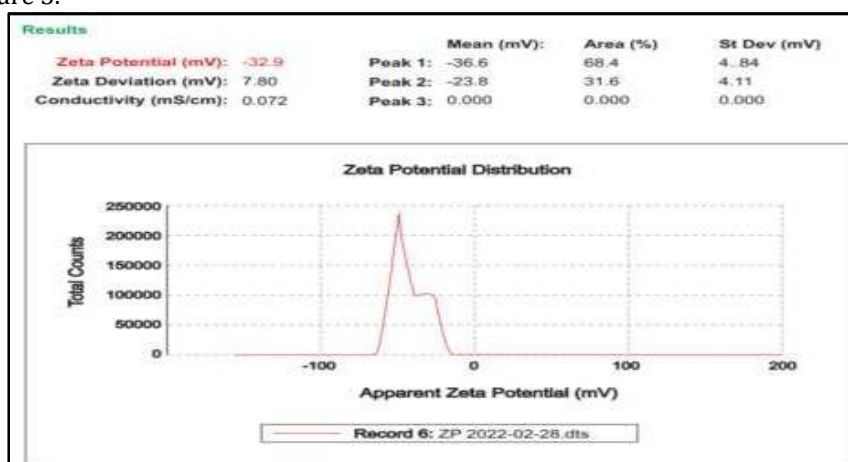 Results
Mean (mV): Area (%) St Dev (mV)
Zeta Potential (mV): -32.9 Peak 1: -36.6 68.4 4..84
Zeta Deviation (mV): 7.80 Peak 2: -23.8 31.6 4.11
Conductivity (mS/cm): 0.072 Peak 3: 0.000 0.000 0.000
Zeta Potential Distribution
250000
200000
150000
100000
50000
0
Total Counts
-100 0 100 200
Apparent Zeta Potential (mV)
Record 6: ZP 2022-02-28.dts